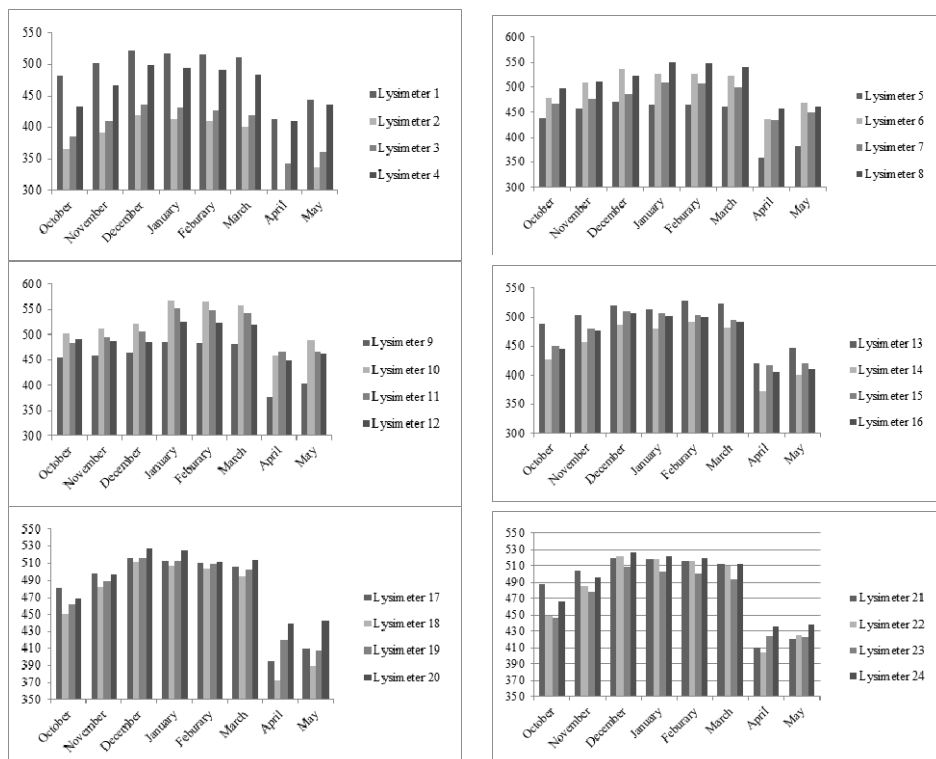 550
500
450
400
350
300
October
November
December
January
Feburary
March
April
May
Lysimeter 1
Lysimeter 2
Lysimeter 3
Lysimeter 4
600
550
500
450
400
350
300
October
November
December
January
Feburary
March
April
May
Lysimeter 5
Lysimeter 6
Lysimeter 7
Lysimeter 8
600
550
500
450
400
350
300
October
November
December
January
Feburary
March
April
May
Lysimeter 9
Lysimeter 10
Lysimeter 11
Lysimeter 12
550
500
450
400
350
300
October
November
December
January
Feburary
March
April
May
Lysimeter 13
Lysimeter 14
Lysimeter 15
Lysimeter 16
550
530
510
490
470
450
430
410
390
370
350
October
November
December
January
Feburary
March
April
May
Lysimeter 17
Lysimeter 18
Lysimeter 19
Lysimeter 20
550
530
510
490
470
450
430
410
390
370
350
October
November
December
January
Feburary
March
April
May
Lysimeter 21
Lysimeter 22
Lysimeter 23
Lysimeter 24